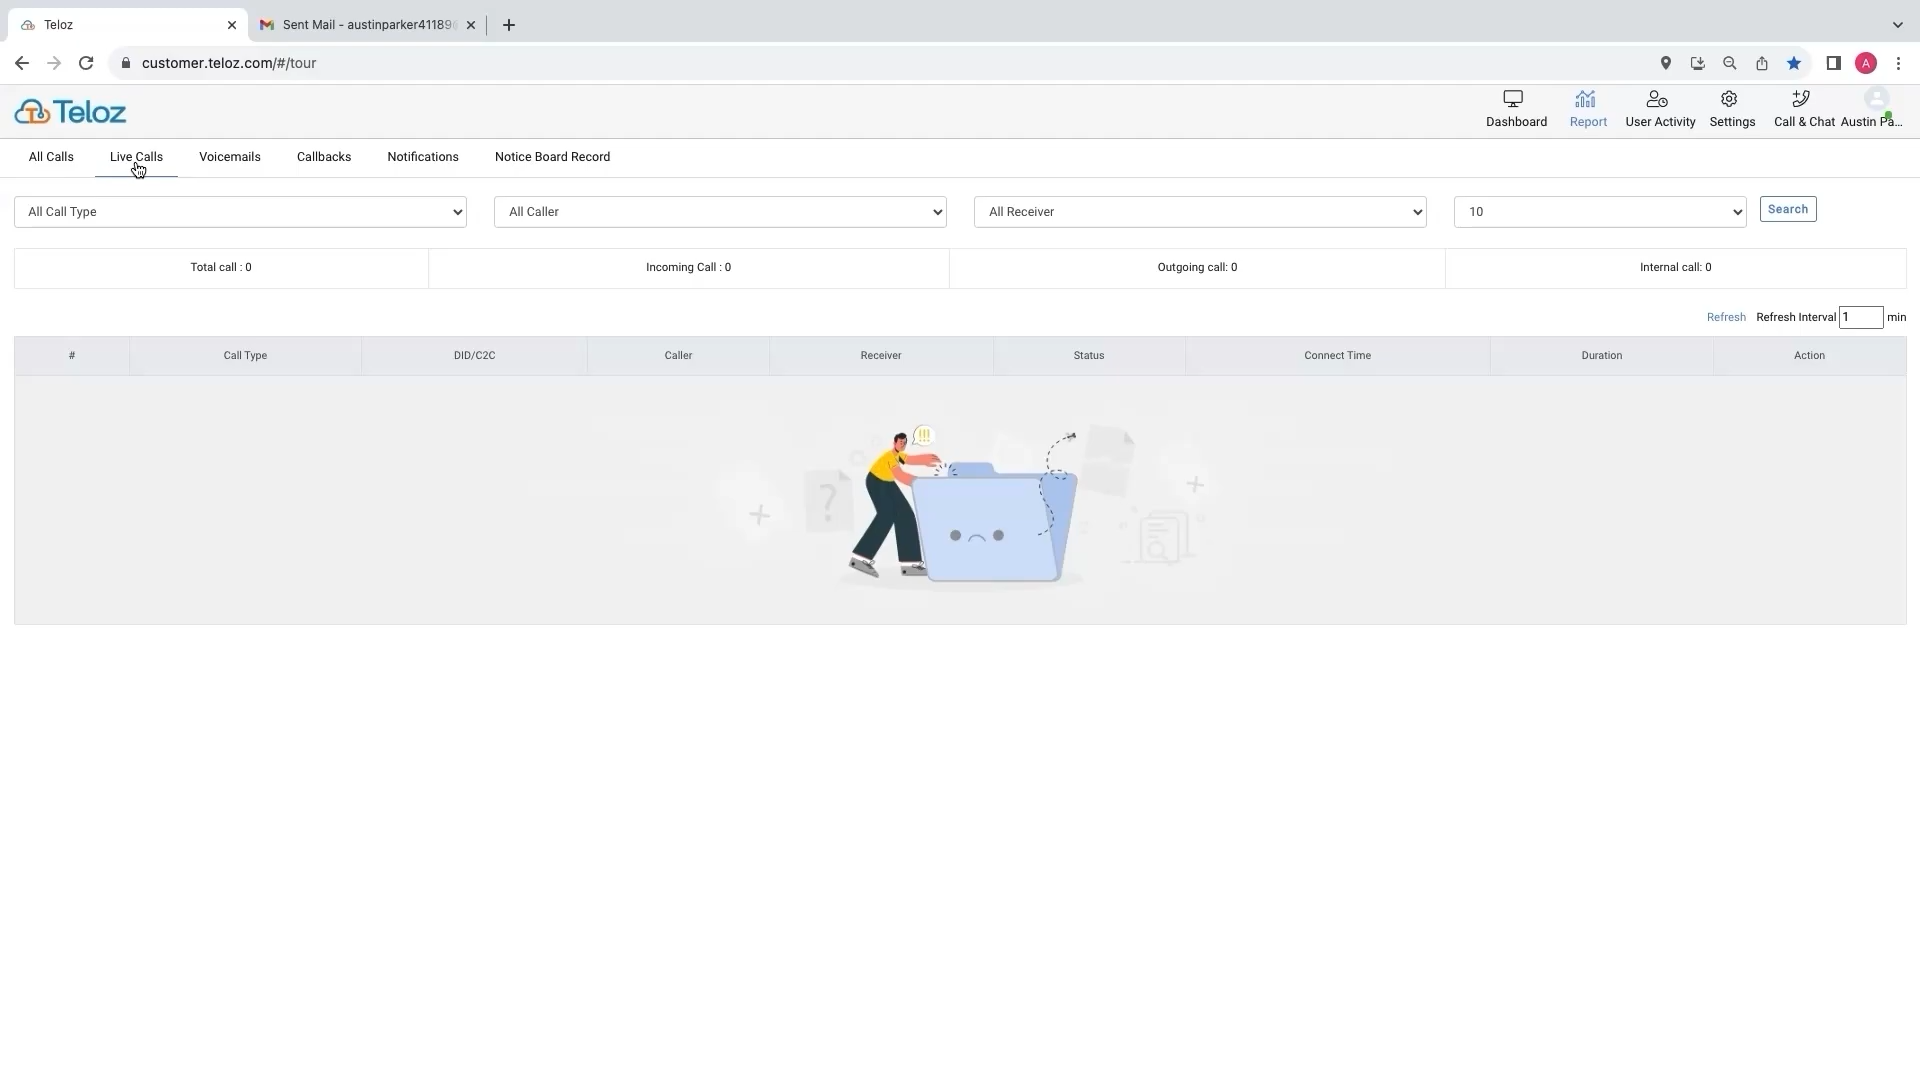 Teloz
Sent Mail - austinparker41189
customer.teloz.com/#/tour
A
Teloz
Dashboard
Report
User Activity
Settings
Call & Chat
Austin Pa...
All Calls
Live Calls
Voicemails
Callbacks
Notifications
Notice Board Record
All Call Type
All Caller
All Receiver
10
Search
Total call : 0
Incoming Call : 0
Outgoing call: 0
Internal call: 0
Refresh
Refresh Interval 1 min
#
Call Type
DID/C2C
Caller
Receiver
Status
Connect Time
Duration
Action
!!!
?